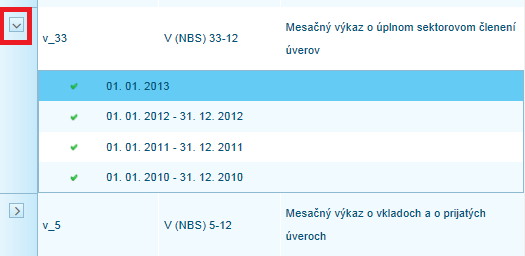 v_33 V (NBS) 33-12 Mesačný výkaz o úplnom sektorovom členení
úverov
01. 01. 2013
01. 01. 2012 - 31. 12. 2012
01. 01. 2011 - 31. 12. 2011
01. 01. 2010 - 31. 12. 2010
v_5 V (NBS) 5-12 Mesačný výkaz o vkladoch a o prijatých
úveroch